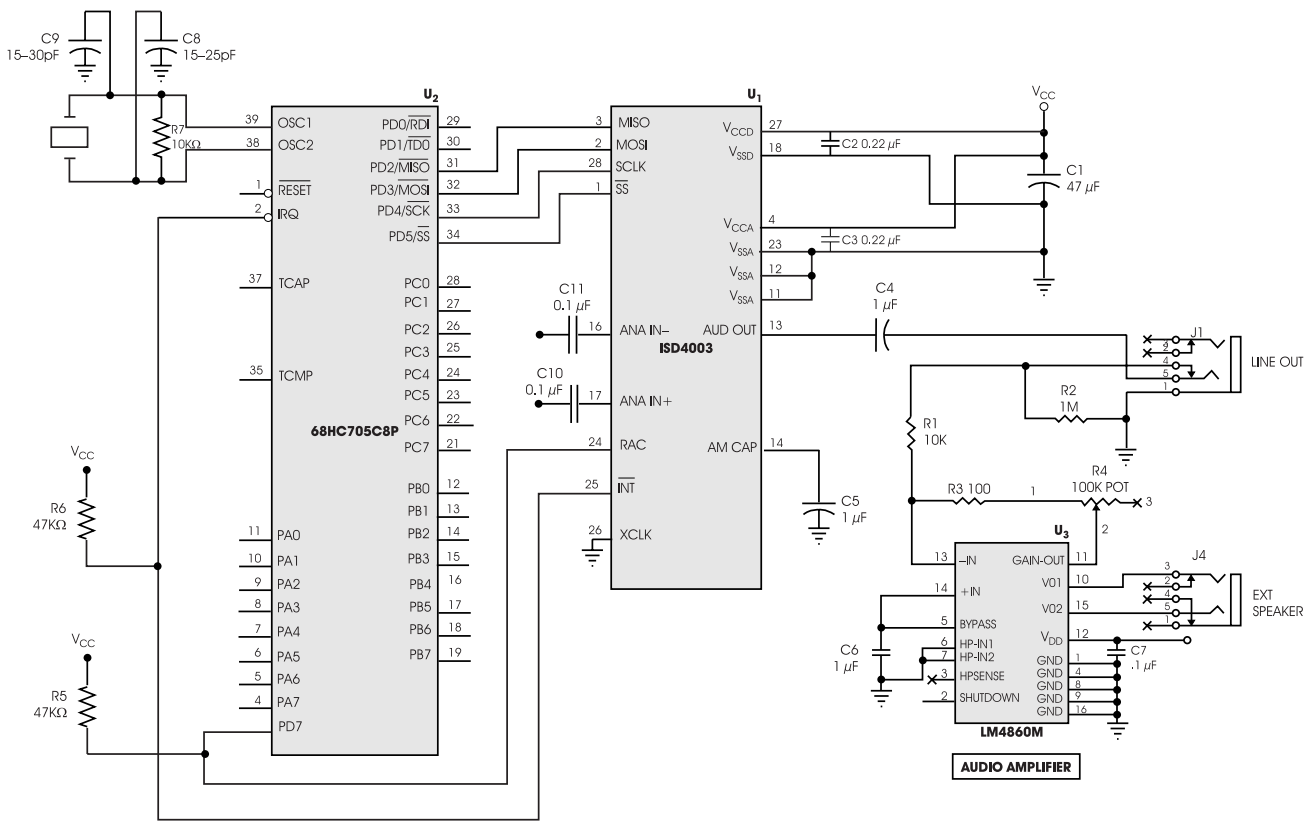 C9
15–30pF
C8
15–25pF
R7
10KΩ
U2
68HC705C8P
39 OSC1
38 OSC2
1 RESET
2 IRQ
37 TCAP
35 TCMP
11 PA0
10 PA1
9 PA2
8 PA3
7 PA4
6 PA5
5 PA6
4 PA7
PD7
PD0/RDI 29
PD1/TD0 30
PD2/MISO 31
PD3/MOSI 32
PD4/SCK 33
PD5/SS 34
PC0 28
PC1 27
PC2 26
PC3 25
PC4 24
PC5 23
PC6 22
PC7 21
PB0 12
PB1 13
PB2 14
PB3 15
PB4 16
PB5 17
PB6 18
PB7 19
VCC
R6
47KΩ
VCC
R5
47KΩ
U1
ISD4003
3 MISO
2 MOSI
28 SCLK
1 SS
C11
0.1 µF
16 ANA IN–
C10
0.1 µF
17 ANA IN+
24 RAC
25 INT
26 XCLK
VCCD 27
VSSD 18
VCCA 4
VSSA 23
VSSA 12
VSSA 11
AUD OUT 13
AM CAP 14
C2 0.22 µF
C3 0.22 µF
VCC
C1
47 µF
C4
1 µF
C5
1 µF
J1
3
2
4
5
1
LINE OUT
R2
1M
R1
10K
R3 100
1
R4
100K POT
3
2
U3
13 –IN
14 +IN
5 BYPASS
6 HP-IN1
7 HP-IN2
3 HPSENSE
2 SHUTDOWN
GAIN-OUT 11
V01 10
V02 15
VDD 12
GND 1
GND 4
GND 8
GND 9
GND 16
LM4860M
C6
1 µF
C7
.1 µF
J4
3
2
4
5
1
EXT
SPEAKER
AUDIO AMPLIFIER